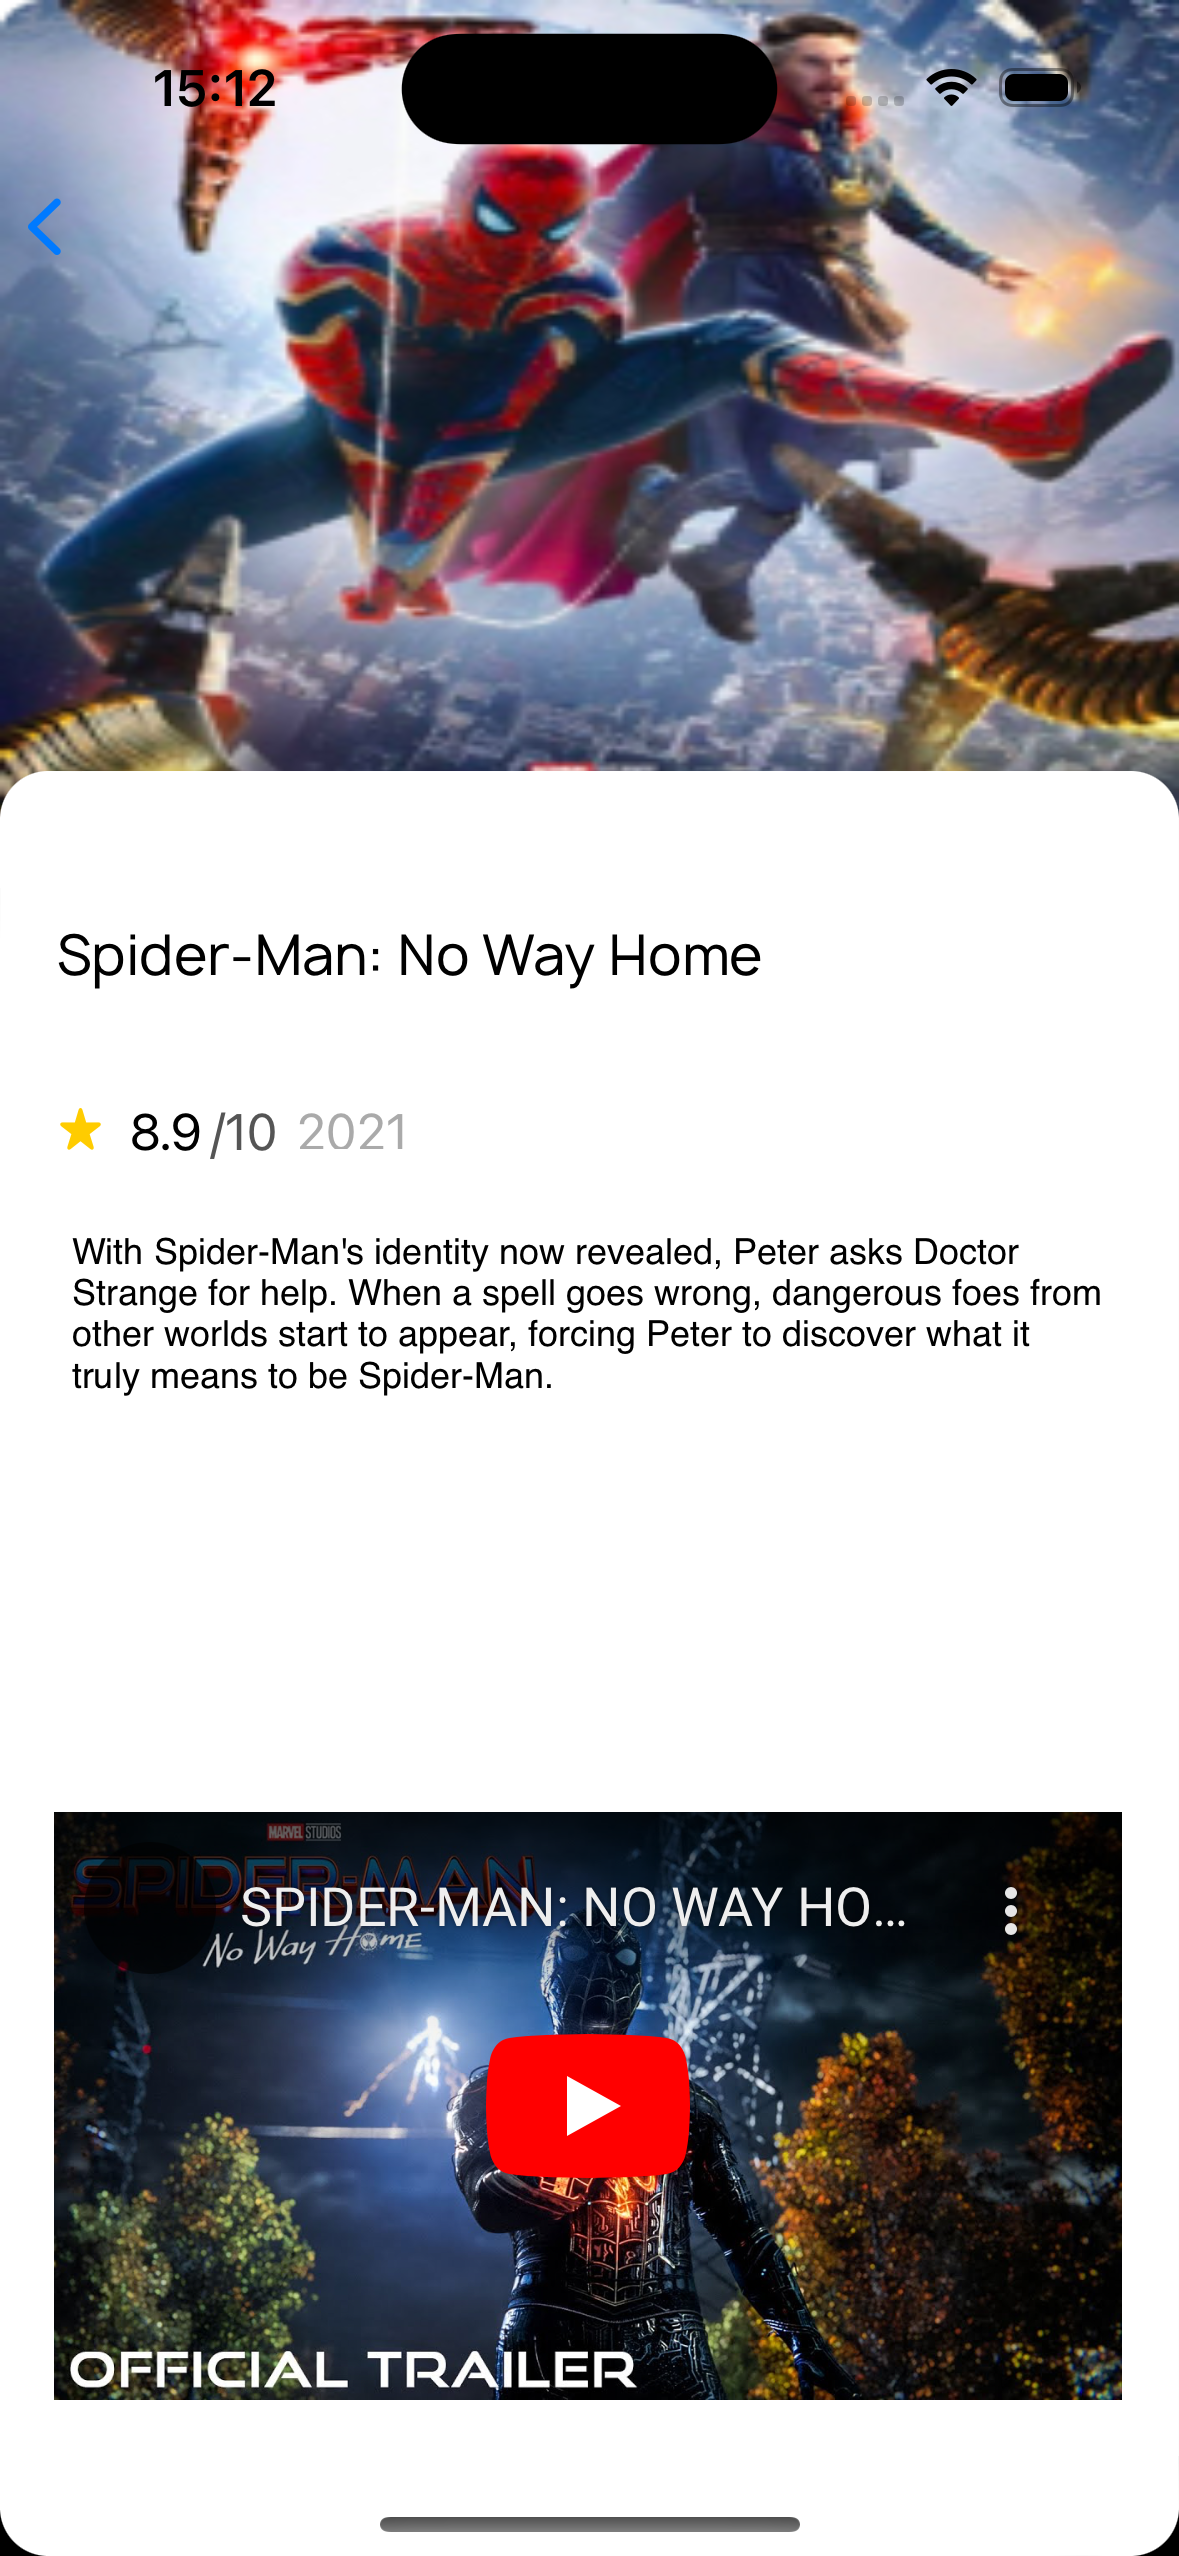 15:12
Spider-Man: No Way Home
8.9 /10 2021
With Spider-Man's identity now revealed, Peter asks Doctor
Strange for help. When a spell goes wrong, dangerous foes from
other worlds start to appear, forcing Peter to discover what it
truly means to be Spider-Man.
MARVEL STUDIOS
SPIDER-MAN
SPIDER-MAN: NO WAY HO...
No Way Home
OFFICIAL TRAILER